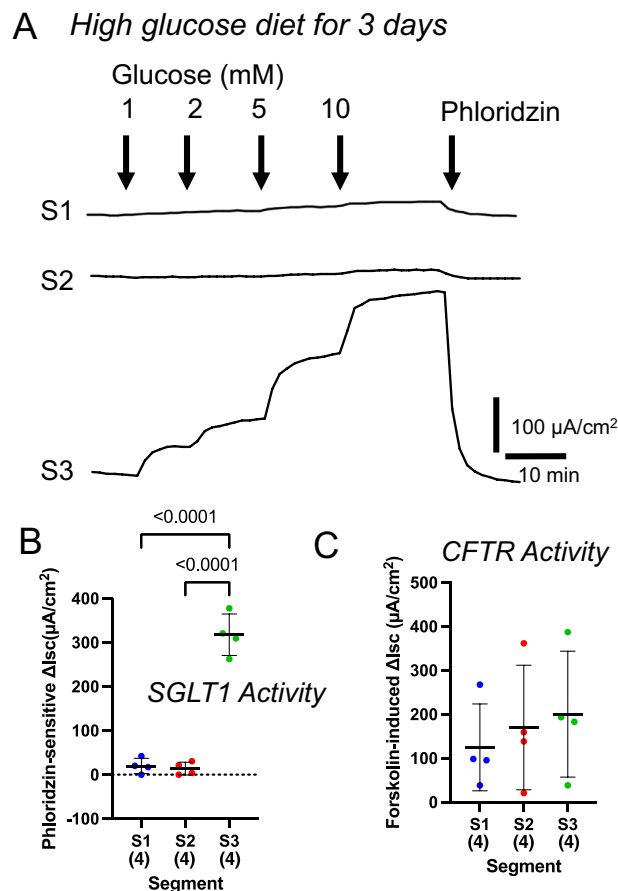 A High glucose diet for 3 days
Glucose (mM)
1 2 5 10 Phloridzin
S1
S2
S3
100 μA/cm²
10 min
B
<0.0001
<0.0001
Phloridzin-sensitive ΔIsc(μA/cm²)
400
300
200
100
0
-100
SGLT1 Activity
S1 S2 S3
(4) (4) (4)
Segment
C
CFTR Activity
Forskolin-induced ΔIsc (μA/cm²)
500
400
300
200
100
0
S1 S2 S3
(4) (4) (4)
Segment